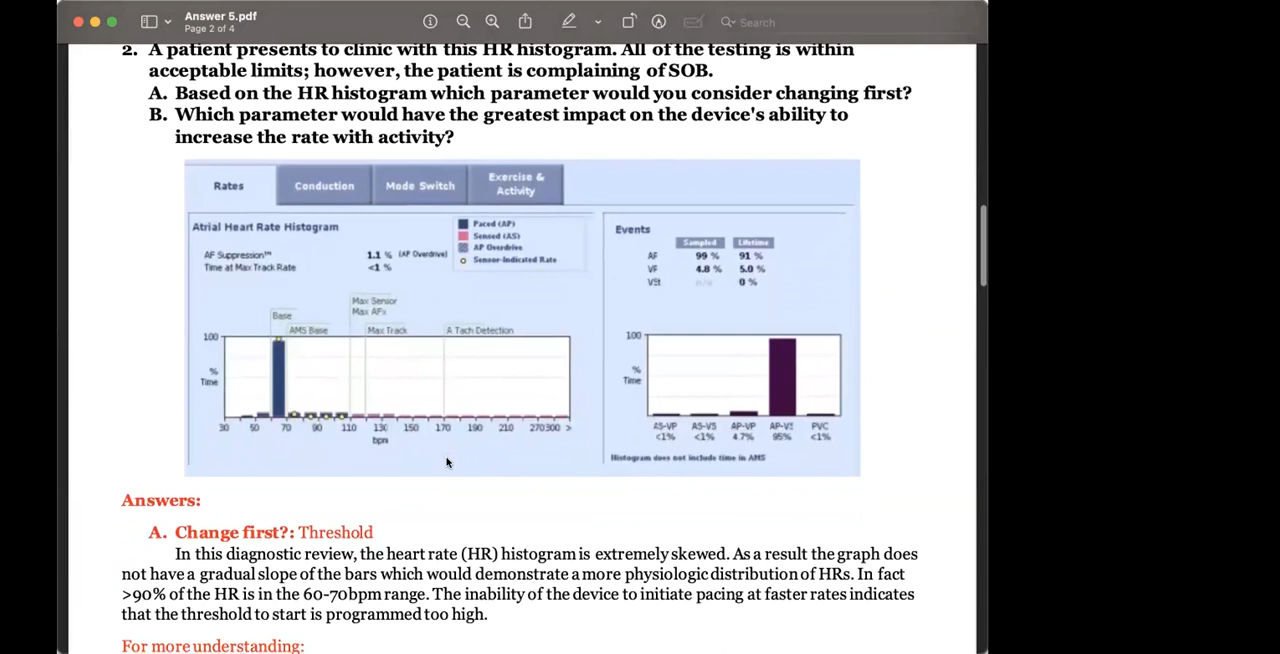 Answer 5.pdf
Page 2 of 4
Search
2. A patient presents to clinic with this HR histogram. All of the testing is within
acceptable limits; however, the patient is complaining of SOB.
A. Based on the HR histogram which parameter would you consider changing first?
B. Which parameter would have the greatest impact on the device's ability to
increase the rate with activity?
Rates
Conduction
Mode Switch
Exercise &
Activity
Atrial Heart Rate Histogram
Paced (AP)
Sensed (AS)
AP Overdrive
Sensor-Indicated Rate
AF Suppression™ 1.1 % (AP Overdrive)
Time at Max Track Rate <1 %
Max Sensor
Max AFx
Base
AMS Base
Max Track
A Tach Detection
100
%
Time
30 50 70 90 110 130 150 170 190 210 270 300 >
bpm
Events
Sampled Lifetime
99 % 91 %
4.8 % 5.0 %
n/a 0 %
100
%
Time
AS-VP AS-VS AP-VP AP-VS PVC
<1% <1% 4.7% 95% <1%
Histogram does not include time in AMS
Answers:
A. Change first?: Threshold
In this diagnostic review, the heart rate (HR) histogram is extremely skewed. As a result the graph does
not have a gradual slope of the bars which would demonstrate a more physiologic distribution of HRs. In fact
>90% of the HR is in the 60-70bpm range. The inability of the device to initiate pacing at faster rates indicates
that the threshold to start is programmed too high.
For more understanding: